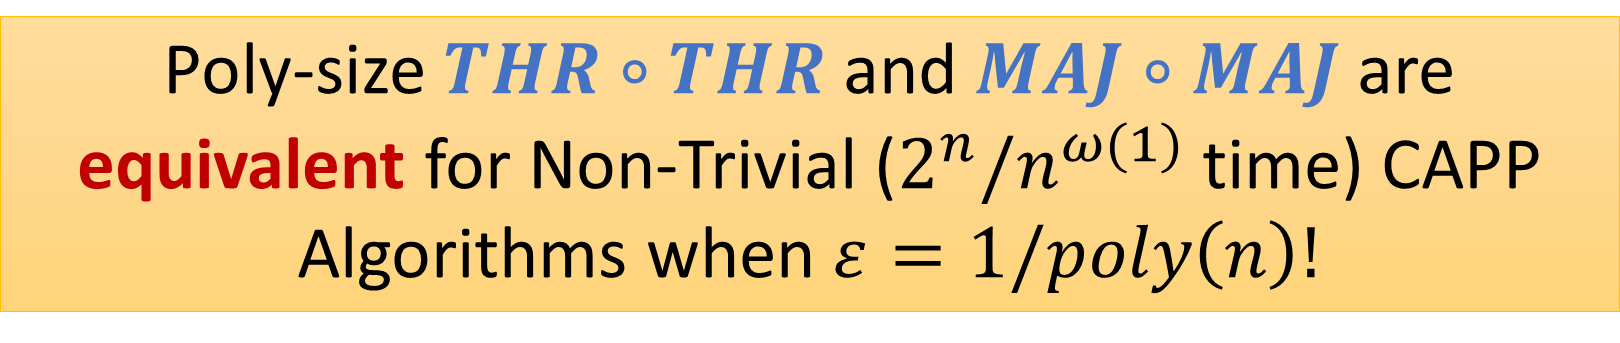 Poly-size THR ∘ THR and MAJ ∘ MAJ are
equivalent for Non-Trivial (2^n/n^ω(1) time) CAPP
Algorithms when ε = 1/poly(n)!